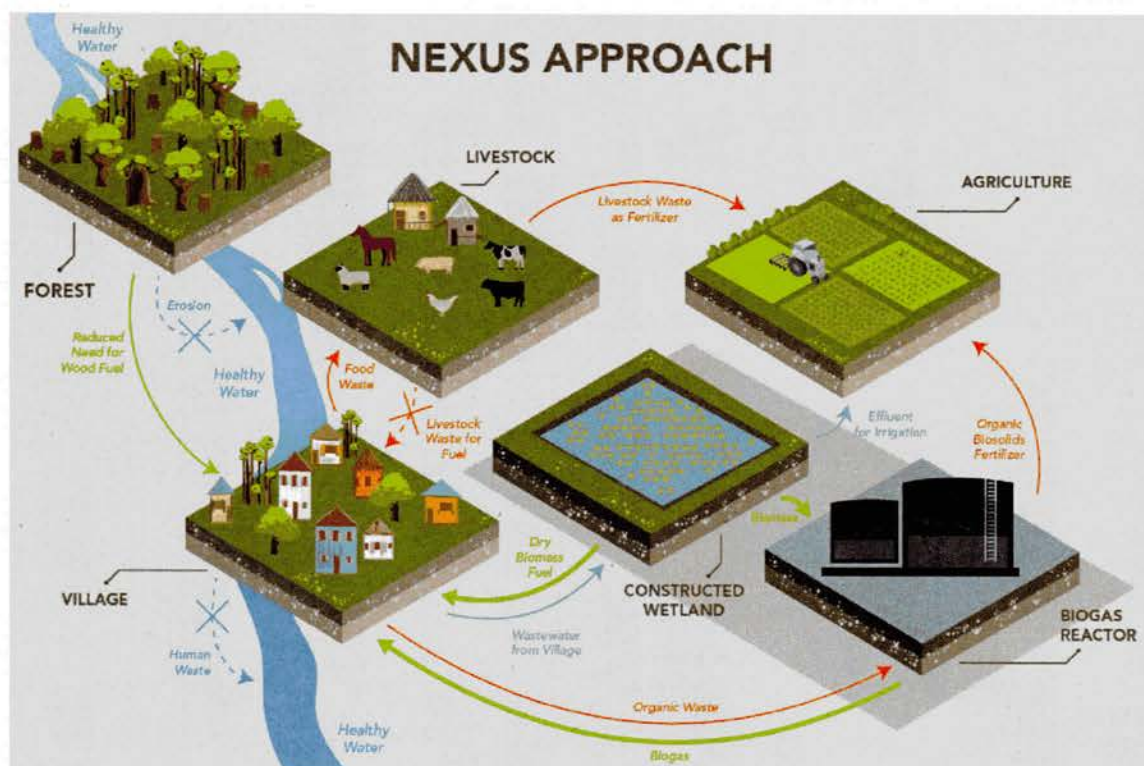 Healthy
Water
NEXUS APPROACH
LIVESTOCK
AGRICULTURE
Livestock Waste
as Fertilizer
FOREST
Erosion
Reduced
Need for
Wood Fuel
Healthy
Water
Food
Waste
Livestock
Waste for
Fuel
Effluent
for Irrigation
Organic
Biosolids
Fertilizer
Biomass
Dry
Biomass
Fuel
VILLAGE
CONSTRUCTED
WETLAND
BIOGAS
REACTOR
Human
Waste
Wastewater
from Village
Organic Waste
Healthy
Water
Biogas